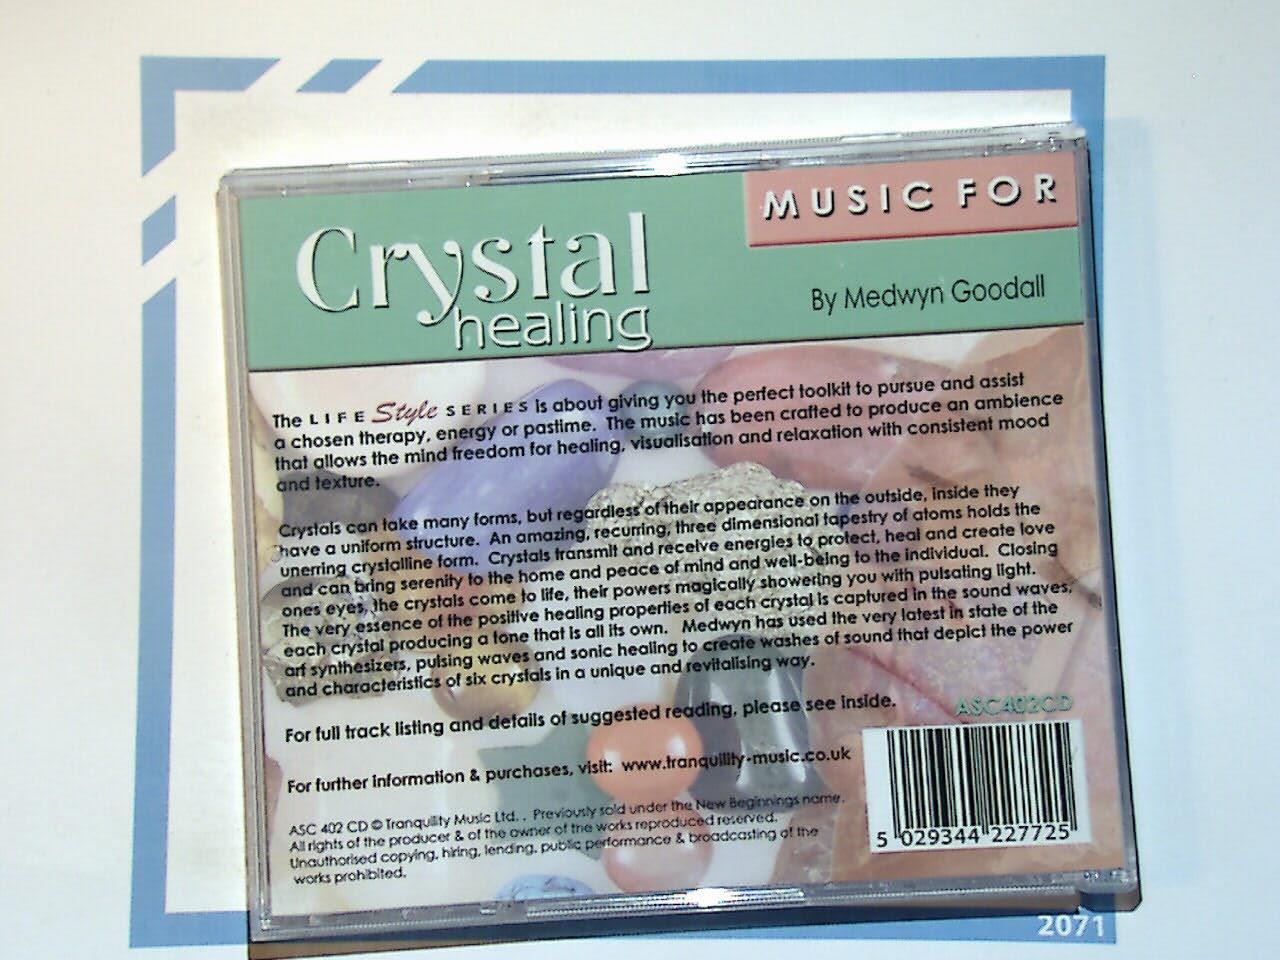 MUSIC FOR
Crystal
healing
By Medwyn Goodall
The LIFE Style SERIES is about giving you the perfect toolkit to pursue and assist
a chosen therapy, energy or pastime. The music has been crafted to produce an ambience
that allows the mind freedom for healing, visualisation and relaxation with consistent mood
and texture.
Crystals can take many forms, but regardless of their appearance on the outside, inside they
have a uniform structure. An amazing, recurring, three dimensional tapestry of atoms holds the
unerring crystalline form. Crystals transmit and receive energies to protect, heal and create love
and can bring serenity to the home and peace of mind and well-being to the individual. Closing
ones eyes, the crystals come to life, their powers magically showering you with pulsating light.
The very essence of the positive healing properties of each crystal is captured in the sound waves,
each crystal producing a tone that is all its own. Medwyn has used the very latest in state of the
art synthesizers, pulsing waves and sonic healing to create washes of sound that depict the power
and characteristics of six crystals in a unique and revitalising way.
For full track listing and details of suggested reading, please see inside.
ASC402CD
For further information & purchases, visit: www.tranquility-music.co.uk
ASC 402 CD © Tranquility Music Ltd. . Previously sold under the New Beginnings name.
All rights of the producer & of the owner of the works reproduced reserved.
Unauthorised copying, hiring, lending, public performance & broadcasting of the
works prohibited.
5 029344 227725
2071